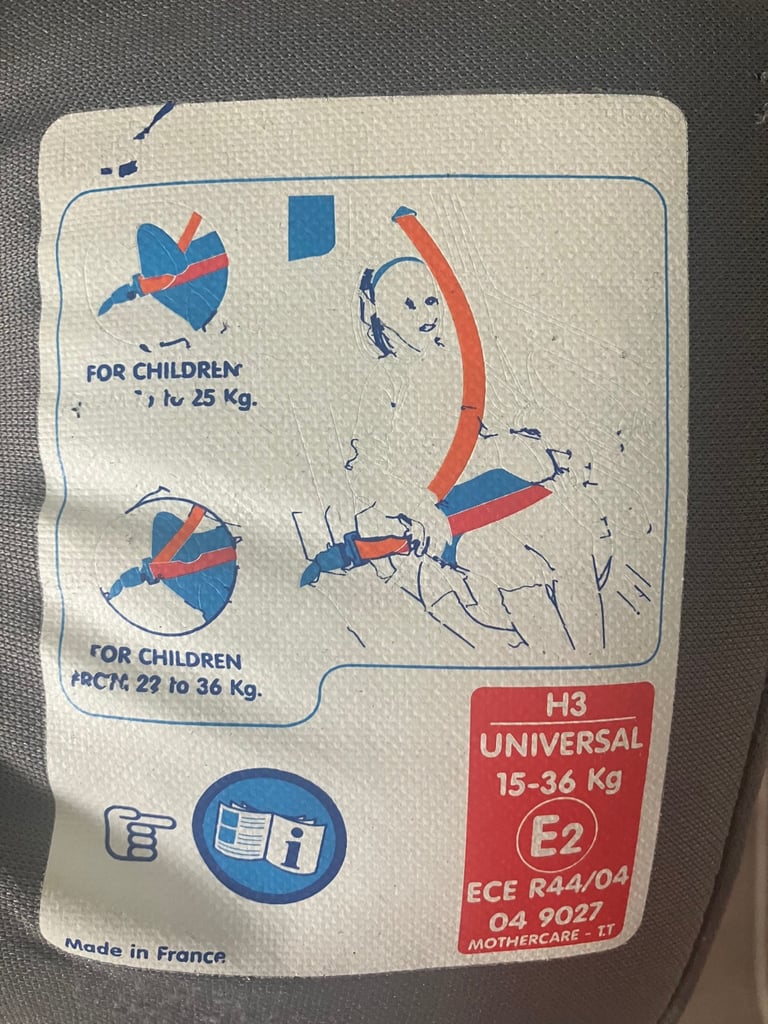 FOR CHILDREN
to 25 Kg.
FOR CHILDREN
22 to 36 Kg.
H3
UNIVERSAL
15-36 Kg
E2
ECE R44/04
04 9027
MOTHERCARE - T.T
i
Made in France